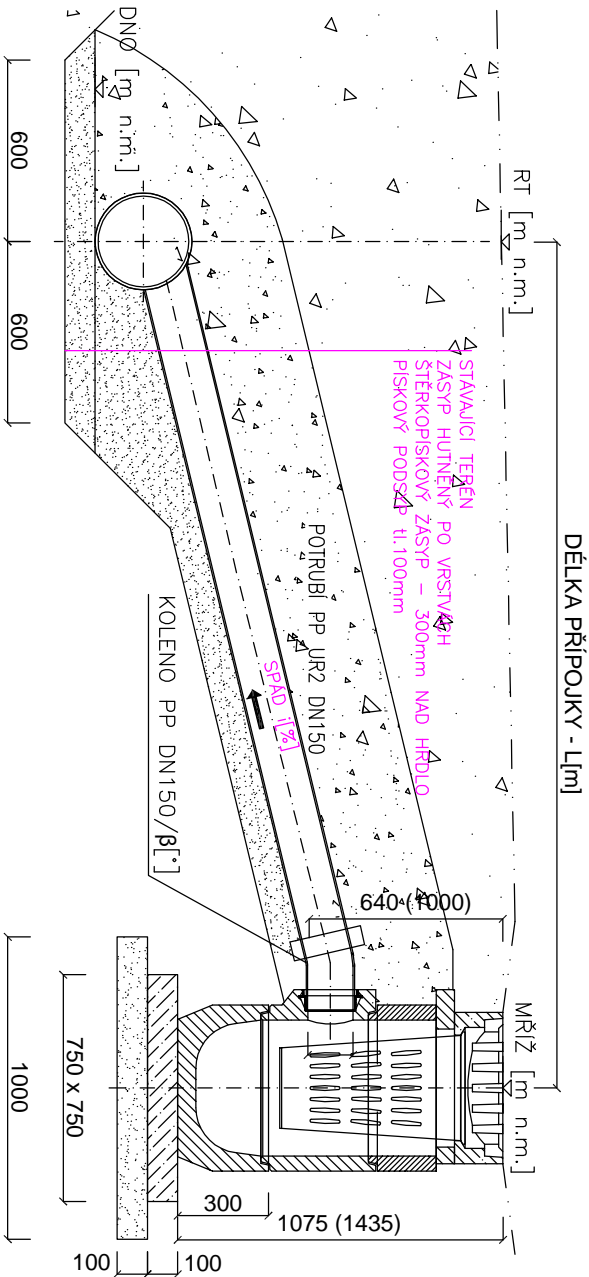 DÉLKA PŘÍPOJKY - L[m]
RT [m n.m.]
MŘÍŽ [m n.m.]
STÁVAJÍCÍ TERÉN
ZÁSYP HUTNĚNÝ PO VRSTVÁCH
ŠTĚRKOPÍSKOVÝ ZÁSYP - 300mm NAD HRDLO
PÍSKOVÝ PODSYP tl.100mm
640 (1000)
POTRUBÍ PP UR2 DN150
SPÁD i[%]
KOLENO PP DN150/β[°]
DNO [m n.m.]
600
600
300
1075 (1435)
100
100
750 x 750
1000